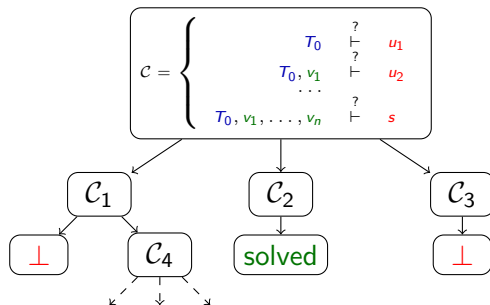 T₀ ⊢? u₁
C = { T₀, v₁ ⊢? u₂
...
T₀, v₁, ..., vₙ ⊢? s
C₁ C₂ C₃
⊥ C₄ solved ⊥